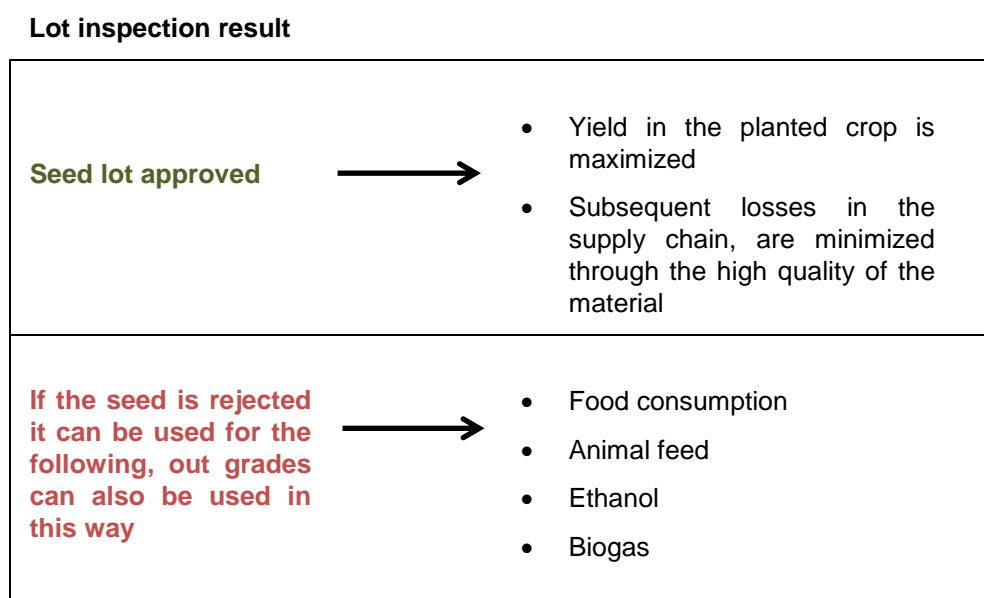 Lot inspection result
Seed lot approved
• Yield in the planted crop is
maximized
• Subsequent losses in the
supply chain, are minimized
through the high quality of the
material
If the seed is rejected
it can be used for the
following, out grades
can also be used in
this way
• Food consumption
• Animal feed
• Ethanol
• Biogas